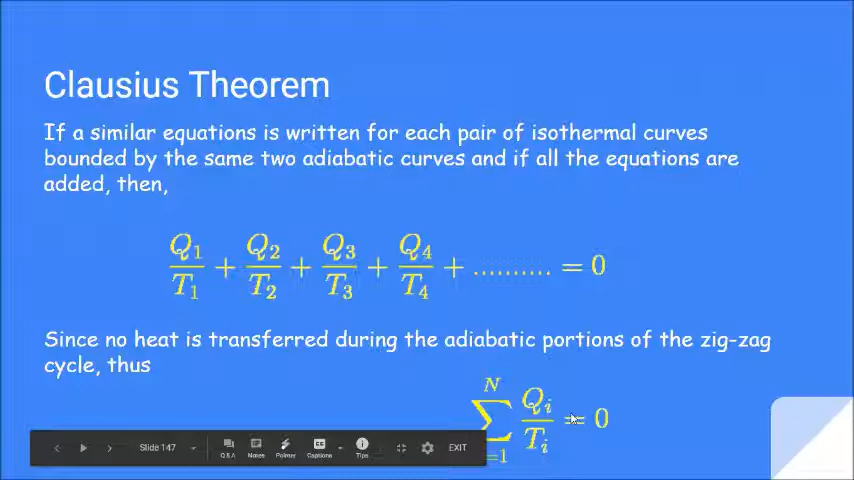 Clausius Theorem
If a similar equations is written for each pair of isothermal curves
bounded by the same two adiabatic curves and if all the equations are
added, then,
Q₁/T₁ + Q₂/T₂ + Q₃/T₃ + Q₄/T₄ + .......... = 0
Since no heat is transferred during the adiabatic portions of the zig-zag
cycle, thus
N
∑ Qᵢ/Tᵢ = 0
=1
Slide 147
Q&A Notes Pointer Captions Tips EXIT